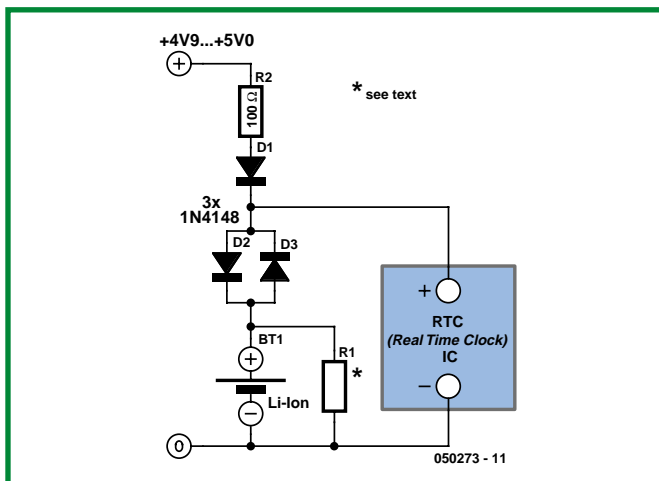 +4V9...+5V0
+
R2
100 Ω
* see text
D1
3x
1N4148
D2
D3
+
RTC
(Real Time Clock)
IC
−
BT1
+
R1
*
Li-Ion
−
0
050273 - 11